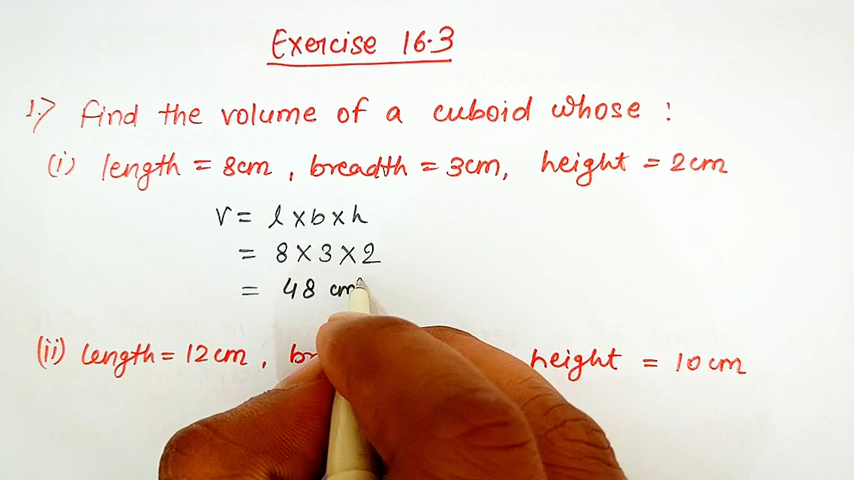 Exercise 16.3
1.) Find the volume of a cuboid whose :
(i) length = 8cm , breadth = 3cm, height = 2cm
V = l × b × h
= 8 × 3 × 2
= 48 cm
(ii) length = 12cm , height = 10cm